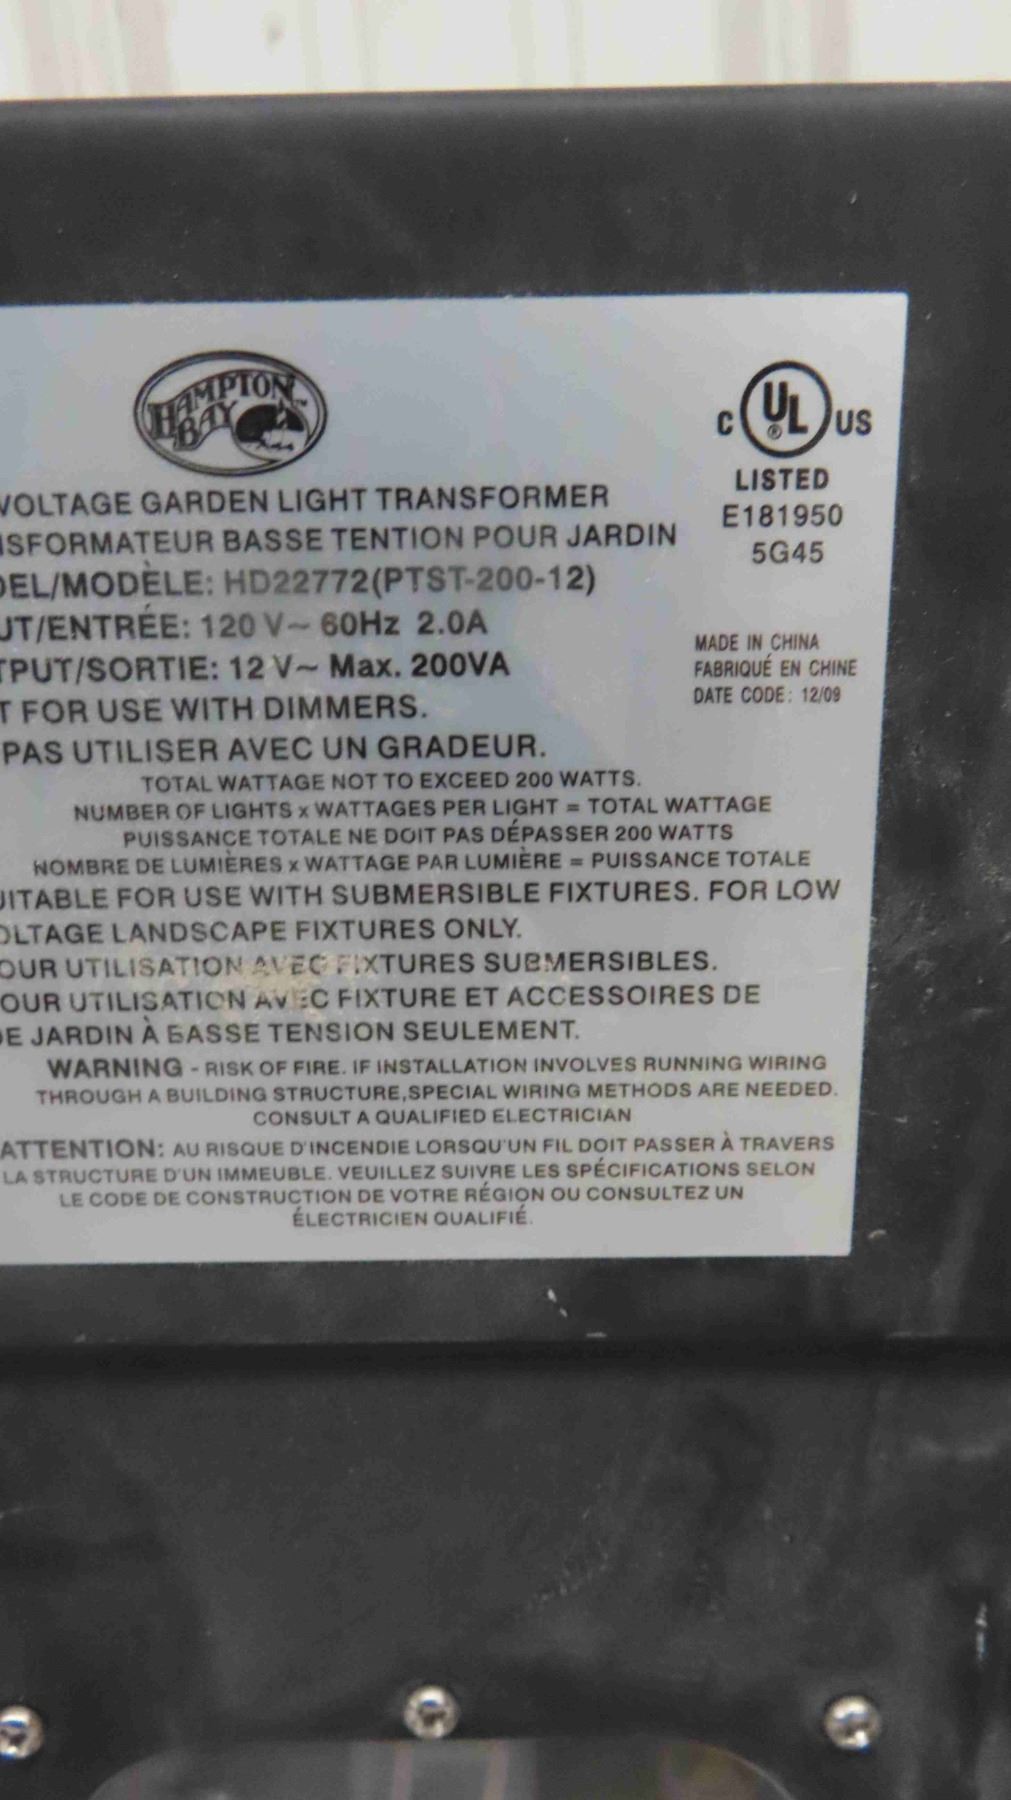 HAMPTON BAY
C UL ® US
LISTED
E181950
5G45
VOLTAGE GARDEN LIGHT TRANSFORMER
NSFORMATEUR BASSE TENTION POUR JARDIN
DEL/MODÈLE: HD22772(PTST-200-12)
UT/ENTRÉE: 120 V~ 60Hz 2.0A
TPUT/SORTIE: 12 V~ Max. 200VA
MADE IN CHINA
FABRIQUÉ EN CHINE
DATE CODE: 12/09
T FOR USE WITH DIMMERS.
PAS UTILISER AVEC UN GRADEUR.
TOTAL WATTAGE NOT TO EXCEED 200 WATTS.
NUMBER OF LIGHTS x WATTAGES PER LIGHT = TOTAL WATTAGE
PUISSANCE TOTALE NE DOIT PAS DÉPASSER 200 WATTS
NOMBRE DE LUMIÈRES x WATTAGE PAR LUMIÈRE = PUISSANCE TOTALE
UITABLE FOR USE WITH SUBMERSIBLE FIXTURES. FOR LOW
OLTAGE LANDSCAPE FIXTURES ONLY.
OUR UTILISATION AVEC FIXTURES SUBMERSIBLES.
OUR UTILISATION AVEC FIXTURE ET ACCESSOIRES DE
E JARDIN À BASSE TENSION SEULEMENT.
WARNING - RISK OF FIRE. IF INSTALLATION INVOLVES RUNNING WIRING
THROUGH A BUILDING STRUCTURE,SPECIAL WIRING METHODS ARE NEEDED.
CONSULT A QUALIFIED ELECTRICIAN
ATTENTION: AU RISQUE D'INCENDIE LORSQU'UN FIL DOIT PASSER À TRAVERS
LA STRUCTURE D'UN IMMEUBLE. VEUILLEZ SUIVRE LES SPÉCIFICATIONS SELON
LE CODE DE CONSTRUCTION DE VOTRE RÉGION OU CONSULTEZ UN
ÉLECTRICIEN QUALIFIÉ.